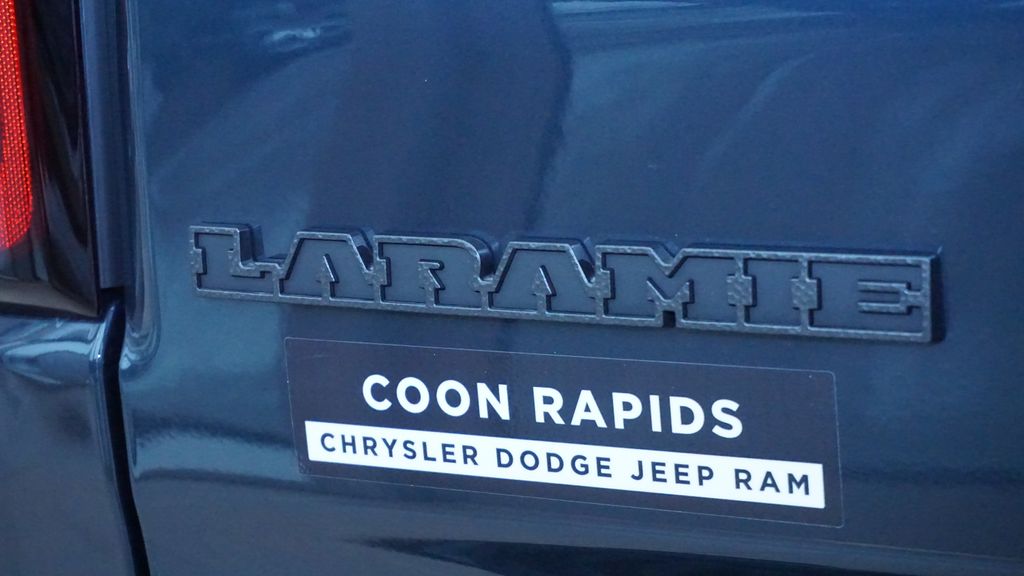 LARAMIE
COON RAPIDS
CHRYSLER DODGE JEEP RAM